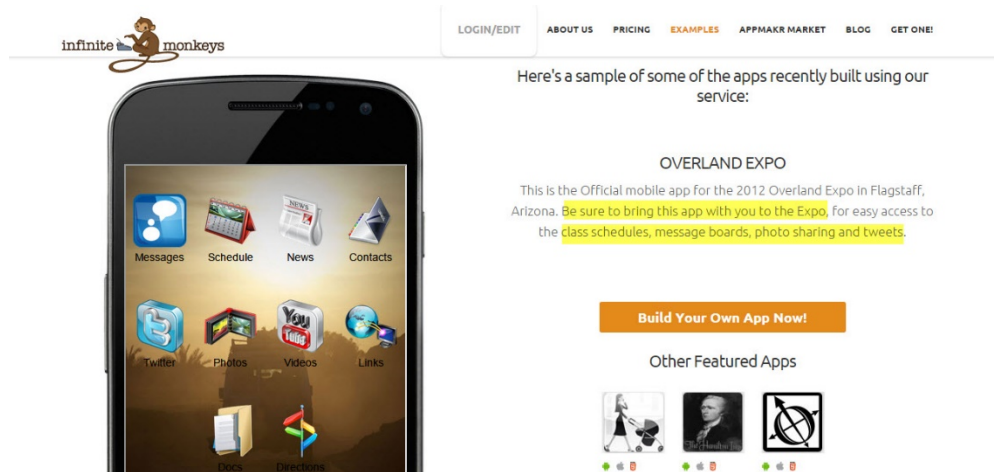 infinite monkeys
LOGIN/EDIT ABOUT US PRICING EXAMPLES APPMAKR MARKET BLOG GET ONE!
Here's a sample of some of the apps recently built using our
service:
OVERLAND EXPO
This is the Official mobile app for the 2012 Overland Expo in Flagstaff,
Arizona. Be sure to bring this app with you to the Expo, for easy access to
the class schedules, message boards, photo sharing and tweets.
Build Your Own App Now!
Other Featured Apps
NEWS
Messages Schedule News Contacts
You
Tube
Twitter Photos Videos Links
Docs Directions